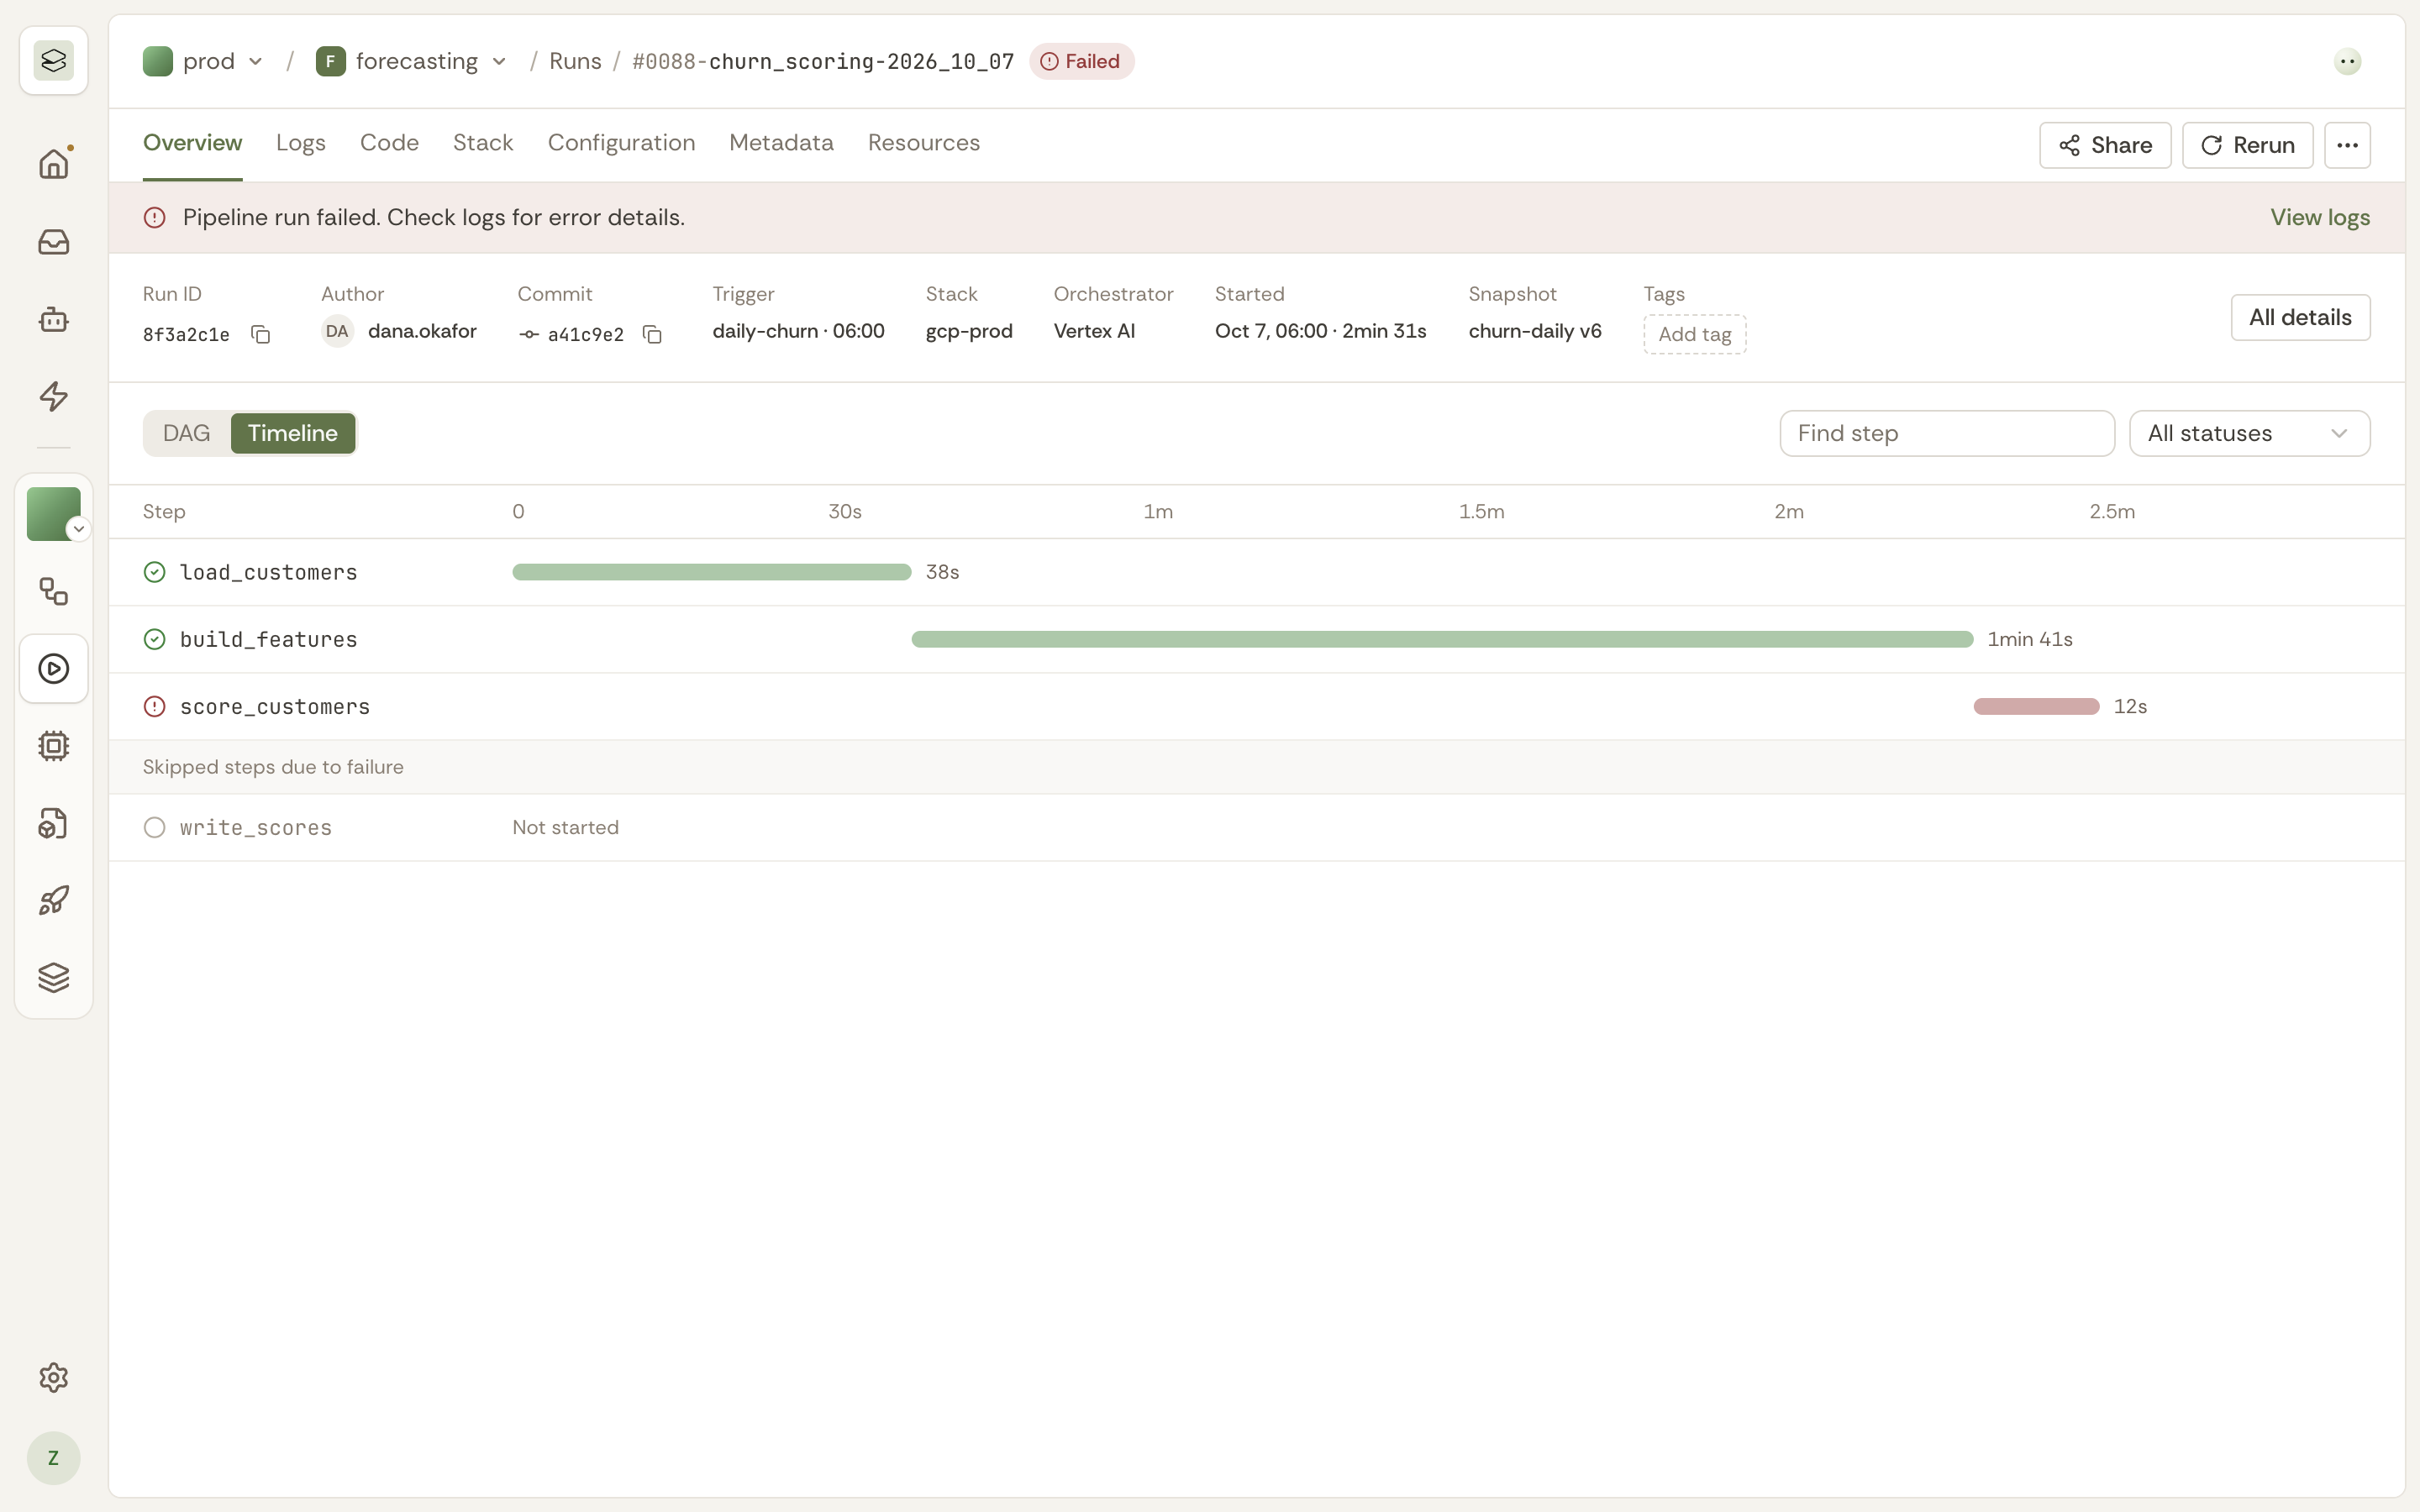 prod / F forecasting / Runs / #0088-churn_scoring-2026_10_07 Failed
Overview Logs Code Stack Configuration Metadata Resources Share Rerun
Pipeline run failed. Check logs for error details. View logs
Run ID Author Commit Trigger Stack Orchestrator Started Snapshot Tags
8f3a2c1e DA dana.okafor a41c9e2 daily-churn · 06:00 gcp-prod Vertex AI Oct 7, 06:00 · 2min 31s churn-daily v6 Add tag All details
DAG Timeline Find step All statuses
Step 0 30s 1m 1.5m 2m 2.5m
load_customers 38s
build_features 1min 41s
score_customers 12s
Skipped steps due to failure
write_scores Not started
Z